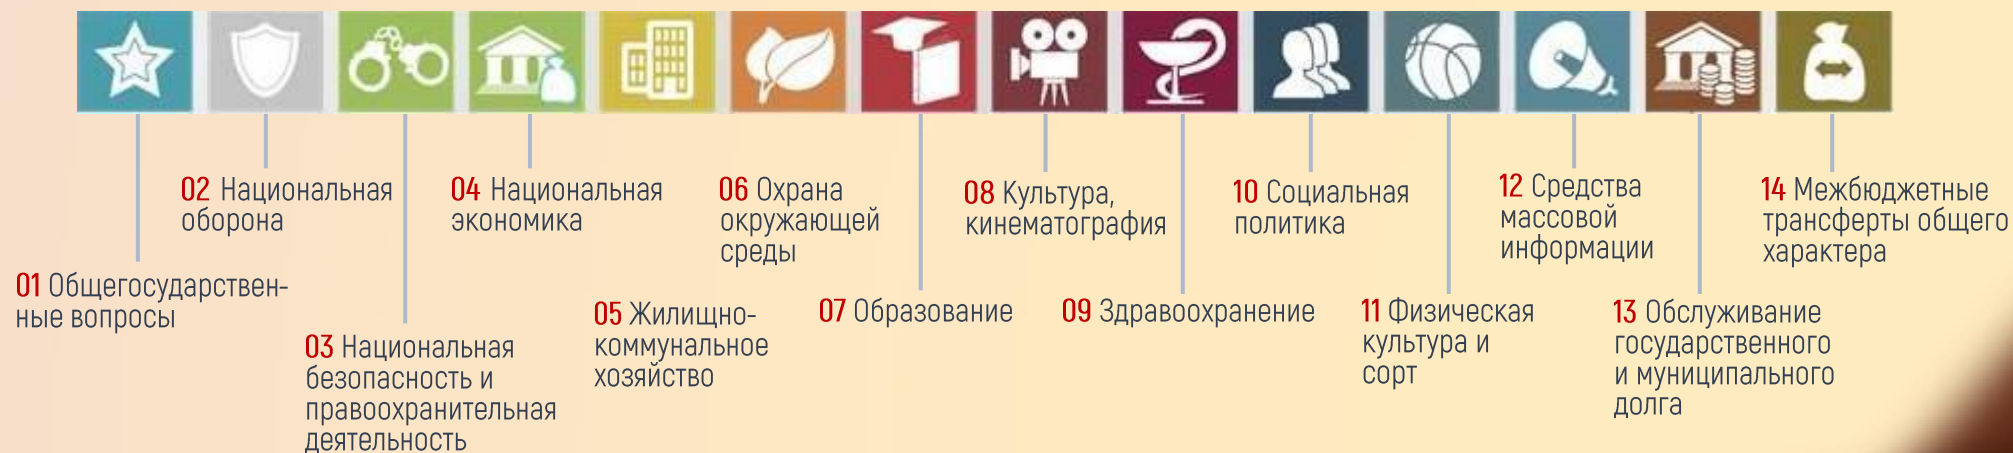 01 Общегосударствен-
ные вопросы
02 Национальная
оборона
03 Национальная
безопасность и
правоохранительная
деятельность
04 Национальная
экономика
05 Жилищно-
коммунальное
хозяйство
06 Охрана
окружающей
среды
07 Образование
08 Культура,
кинематография
09 Здравоохранение
10 Социальная
политика
11 Физическая
культура и
сорт
12 Средства
массовой
информации
13 Обслуживание
государственного
и муниципального
долга
14 Межбюджетные
трансферты общего
характера